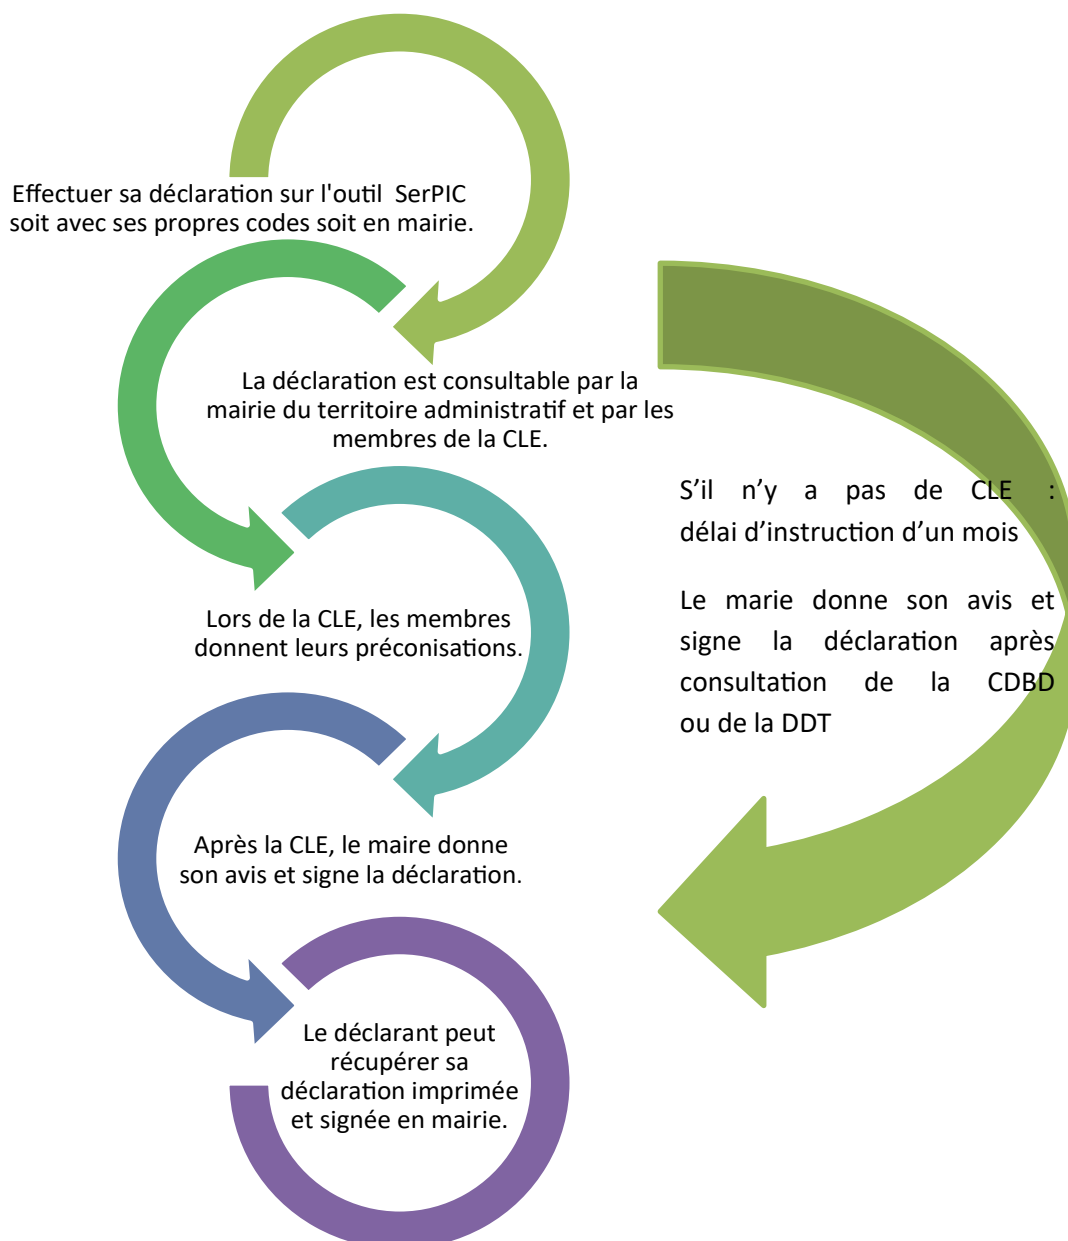 Effectuer sa déclaration sur l'outil SerPIC
soit avec ses propres codes soit en mairie.
La déclaration est consultable par la
mairie du territoire administratif et par les
membres de la CLE.
Lors de la CLE, les membres
donnent leurs préconisations.
Après la CLE, le maire donne
son avis et signe la déclaration.
Le déclarant peut
récupérer sa
déclaration imprimée
et signée en mairie.
S’il n’y a pas de CLE :
délai d’instruction d’un mois
Le marie donne son avis et
signe la déclaration après
consultation de la CDBD
ou de la DDT